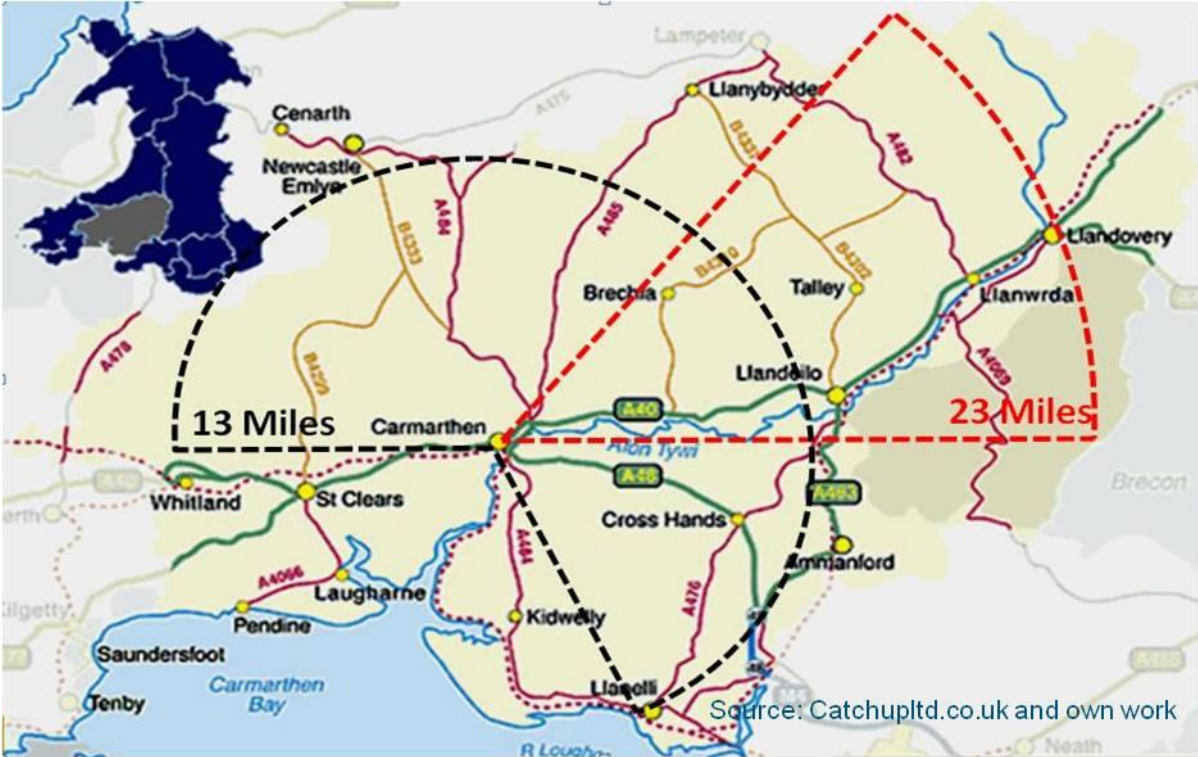 Lampeter
Llanybydder
A475
Cenarth
Newcastle
Emlyn
B4337
A482
A484
A485
B4333
Llandovery
B4310
B4302
Brechfa
Talley
Llanwrda
A478
B4299
A4069
Llandeilo
A40
13 Miles
Carmarthen
23 Miles
Afon Tywi
A48
Whitland
St Clears
A483
Brecon
Cross Hands
A484
Ammanford
A4066
Laugharne
A476
Kidwelly
Pendine
Saundersfoot
Carmarthen
Bay
Llanelli
Tenby
M4
Source: Catchupltd.co.uk and own work
Neath